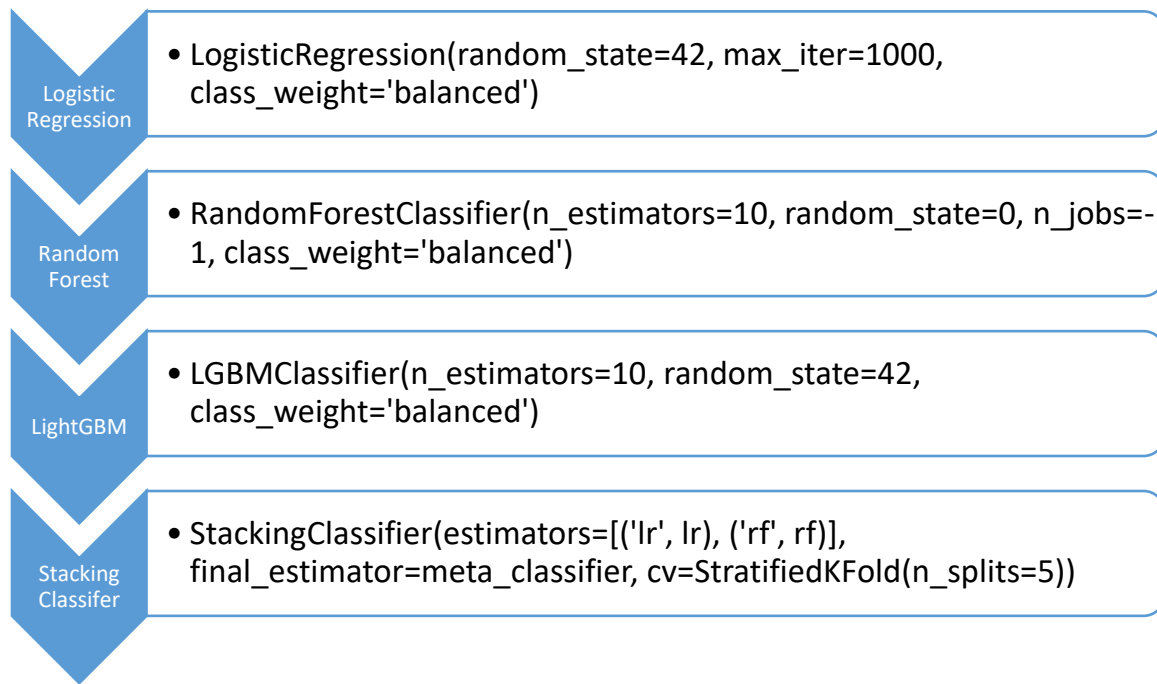 Logistic
Regression
• LogisticRegression(random_state=42, max_iter=1000,
class_weight='balanced')
Random
Forest
• RandomForestClassifier(n_estimators=10, random_state=0, n_jobs=-
1, class_weight='balanced')
LightGBM
• LGBMClassifier(n_estimators=10, random_state=42,
class_weight='balanced')
Stacking
Classifer
• StackingClassifier(estimators=[('lr', lr), ('rf', rf)],
final_estimator=meta_classifier, cv=StratifiedKFold(n_splits=5))